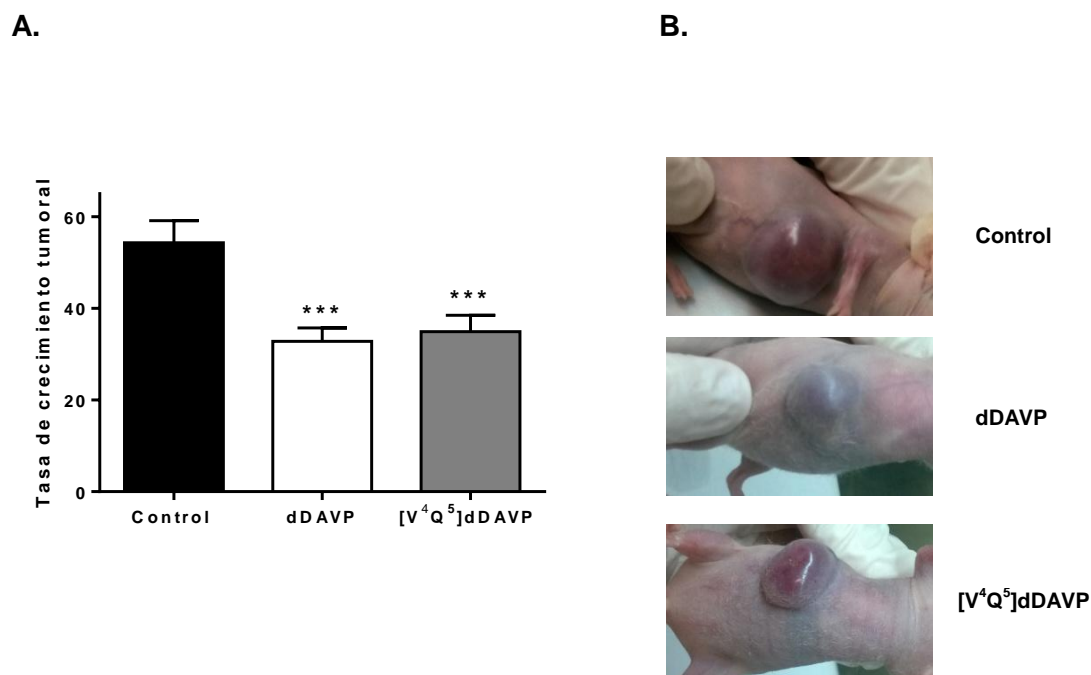 A.
B.
Tasa de crecimiento tumoral
60
40
20
0
***
***
Control
dDAVP
[V⁴Q⁵]dDAVP
Control
dDAVP
[V⁴Q⁵]dDAVP